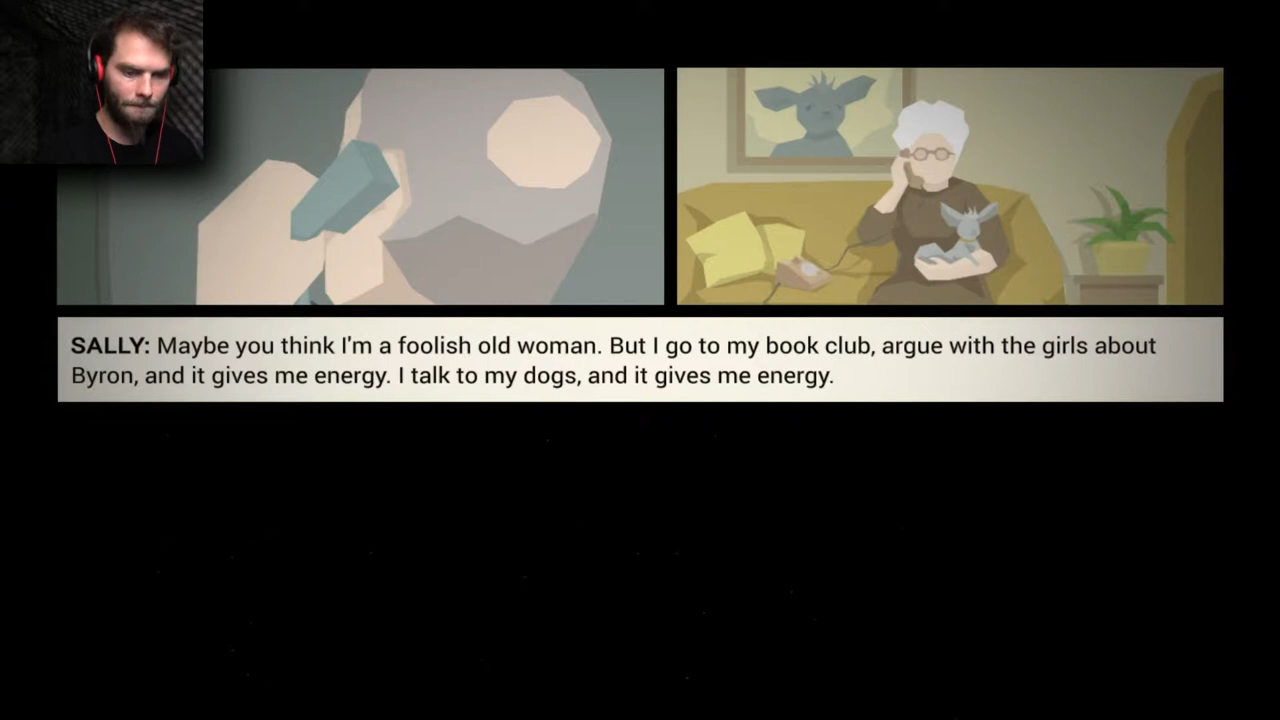 SALLY: Maybe you think I'm a foolish old woman. But I go to my book club, argue with the girls about
Byron, and it gives me energy. I talk to my dogs, and it gives me energy.